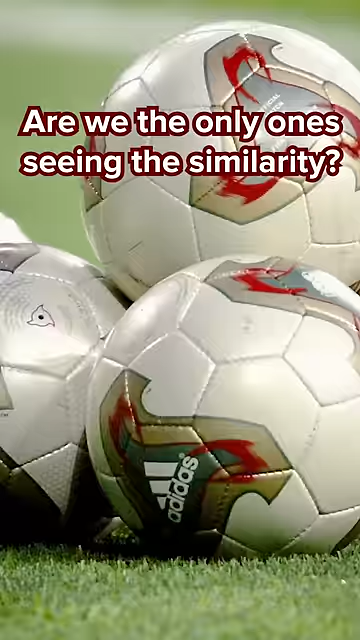 Are we the only ones
seeing the similarity?
adidas